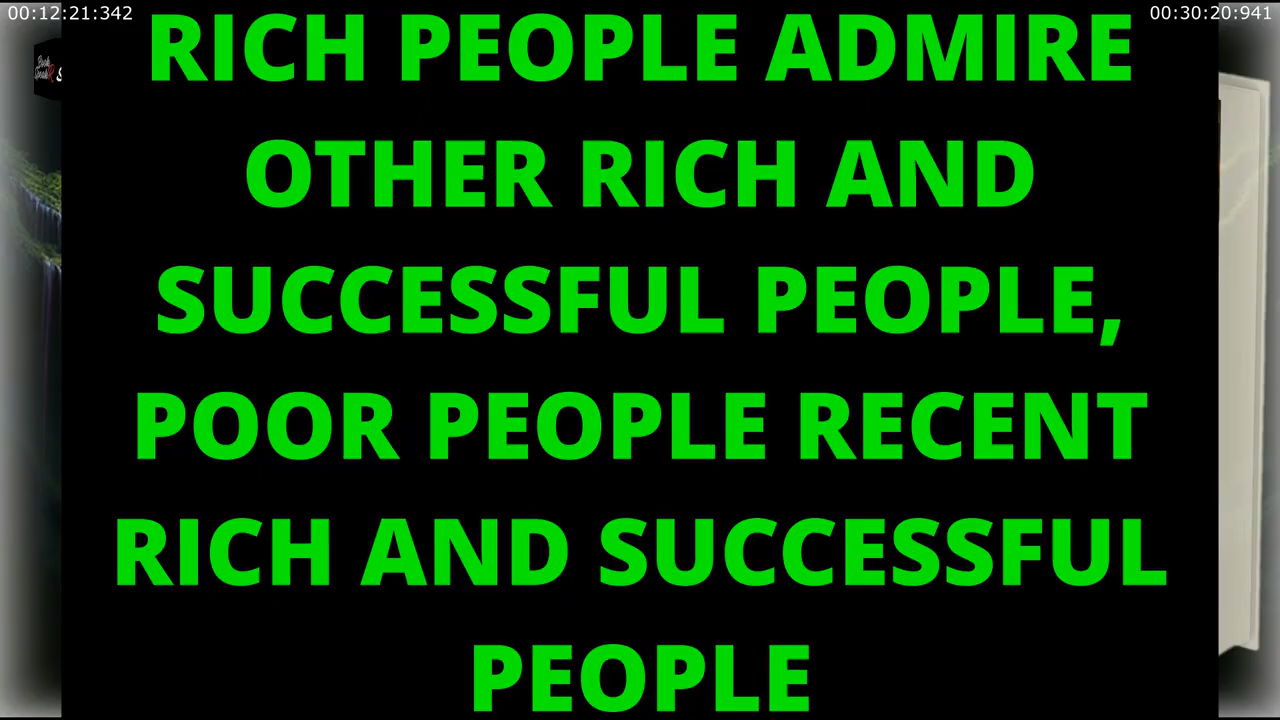 00:12:21:342
00:30:20:941
RICH PEOPLE ADMIRE
OTHER RICH AND
SUCCESSFUL PEOPLE,
POOR PEOPLE RECENT
RICH AND SUCCESSFUL
PEOPLE